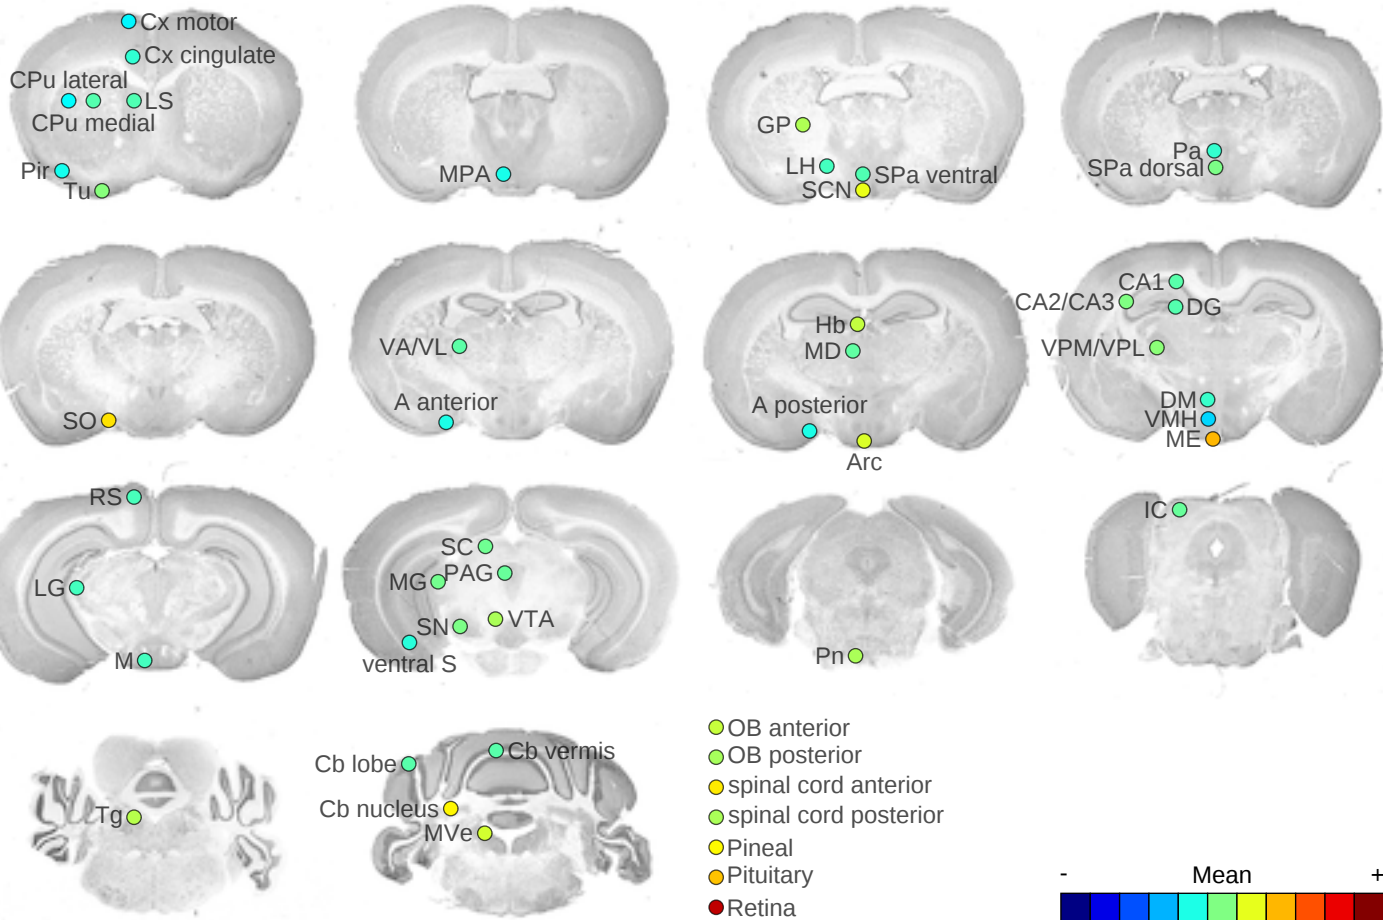 Cx motor
Cx cingulate
CPu lateral
LS
CPu medial
Pir
Tu
MPA
GP
LH
SPa ventral
SCN
Pa
SPa dorsal
SO
VA/VL
A anterior
Hb
MD
A posterior
Arc
CA1
CA2/CA3
DG
VPM/VPL
DM
VMH
ME
RS
LG
M
SC
MG
PAG
SN
VTA
ventral S
Pn
IC
Tg
Cb lobe
Cb vermis
Cb nucleus
MVe
OB anterior
OB posterior
spinal cord anterior
spinal cord posterior
Pineal
Pituitary
Retina
- Mean +